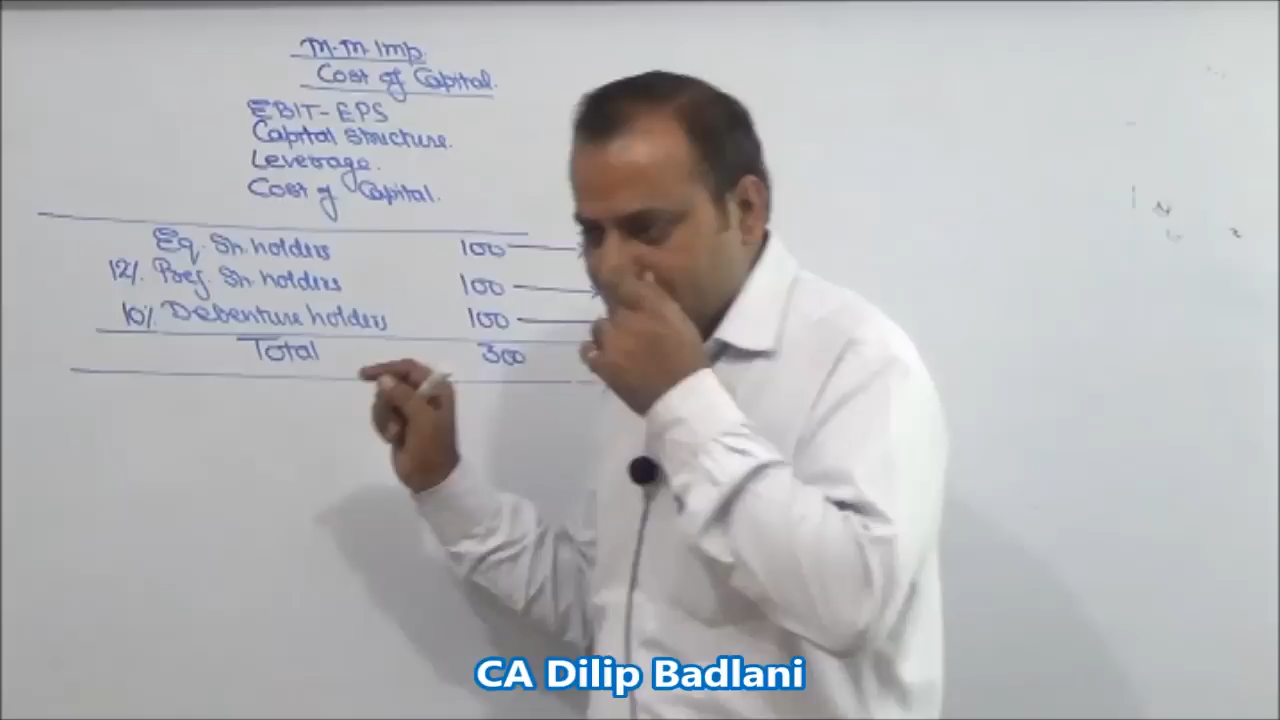 M.M.Imp.
Cost of Capital.
EBIT-EPS
Capital Structure.
Leverage.
Cost of Capital.
Eq. Sh. holders 100
12% Pref. Sh. holders 100
10% Debenture holders 100
Total 300
CA Dilip Badlani